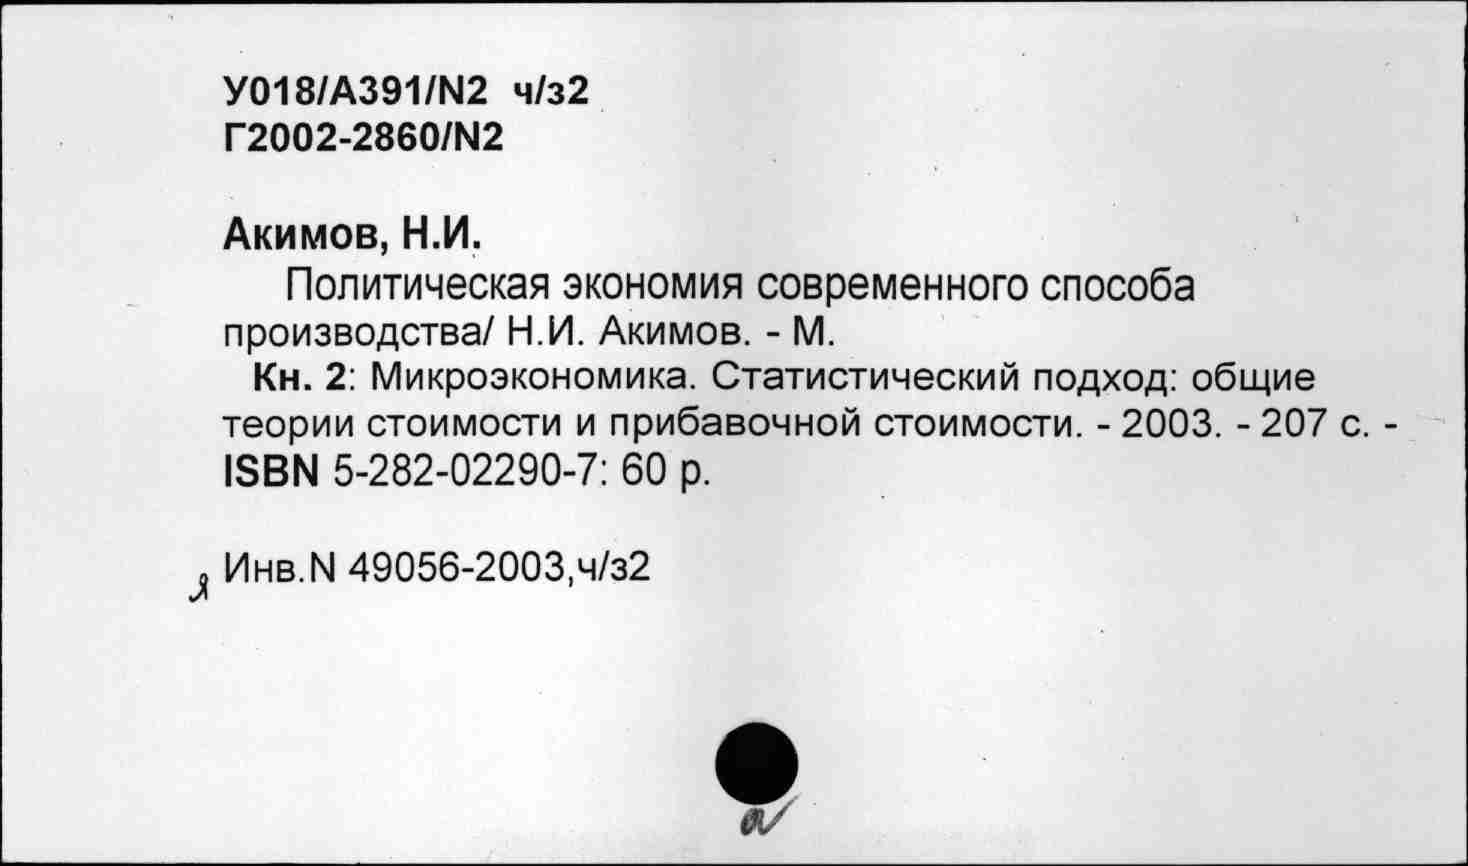 У018/А391/N2 ч/з2
Г2002-2860/N2
Акимов, Н.И.
Политическая экономия современного способа
производства/ Н.И. Акимов. - М.
Кн. 2: Микроэкономика. Статистический подход: общие
теории стоимости и прибавочной стоимости. - 2003. - 207 с. -
ISBN 5-282-02290-7: 60 р.
Инв.N 49056-2003,ч/з2